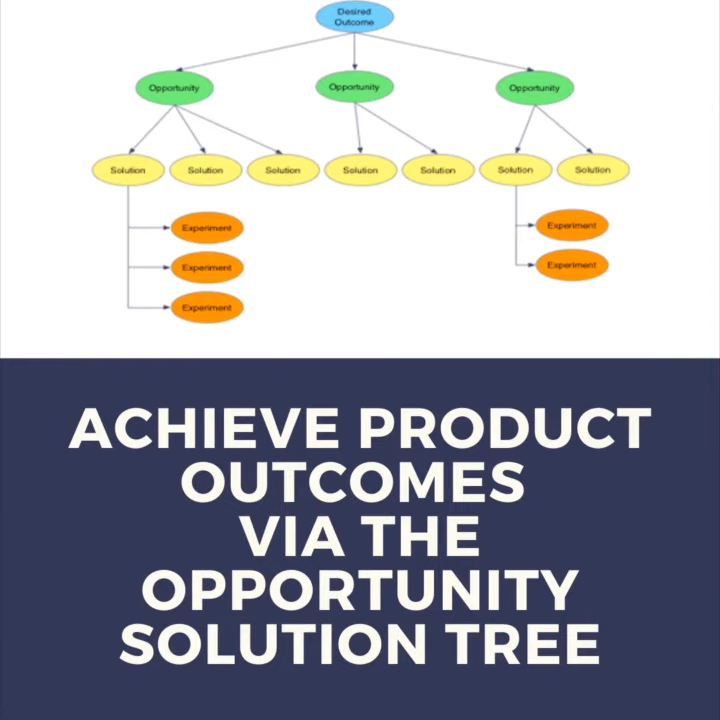 Desired
Outcome
Opportunity
Opportunity
Opportunity
Solution
Solution
Solution
Solution
Solution
Solution
Solution
Experiment
Experiment
Experiment
Experiment
Experiment
ACHIEVE PRODUCT
OUTCOMES
VIA THE
OPPORTUNITY
SOLUTION TREE